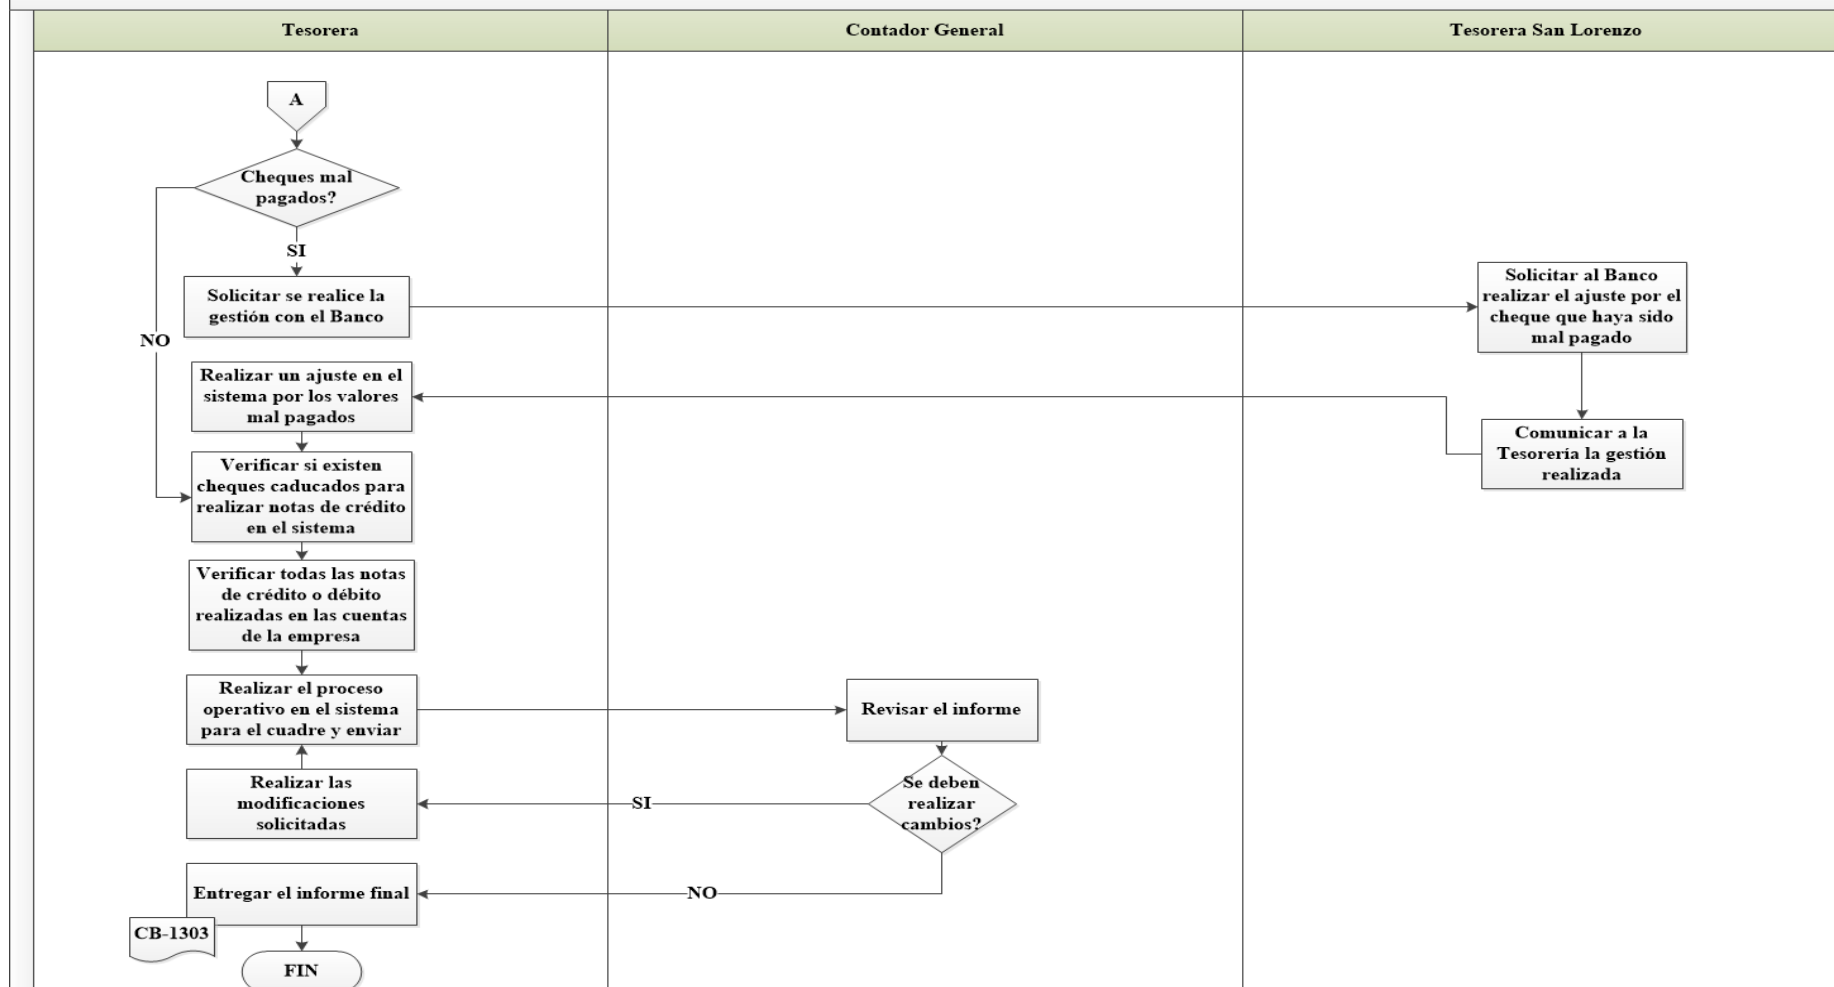 Tesorera
Contador General
Tesorera San Lorenzo
A
Cheques mal
pagados?
SI
Solicitar se realice la
gestión con el Banco
Solicitar al Banco
realizar el ajuste por el
cheque que haya sido
mal pagado
NO
Realizar un ajuste en el
sistema por los valores
mal pagados
Comunicar a la
Tesorería la gestión
realizada
Verificar si existen
cheques caducados para
realizar notas de crédito
en el sistema
Verificar todas las notas
de crédito o débito
realizadas en las cuentas
de la empresa
Realizar el proceso
operativo en el sistema
para el cuadre y enviar
Revisar el informe
Se deben
realizar
cambios?
SI
Realizar las
modificaciones
solicitadas
NO
Entregar el informe final
CB-1303
FIN